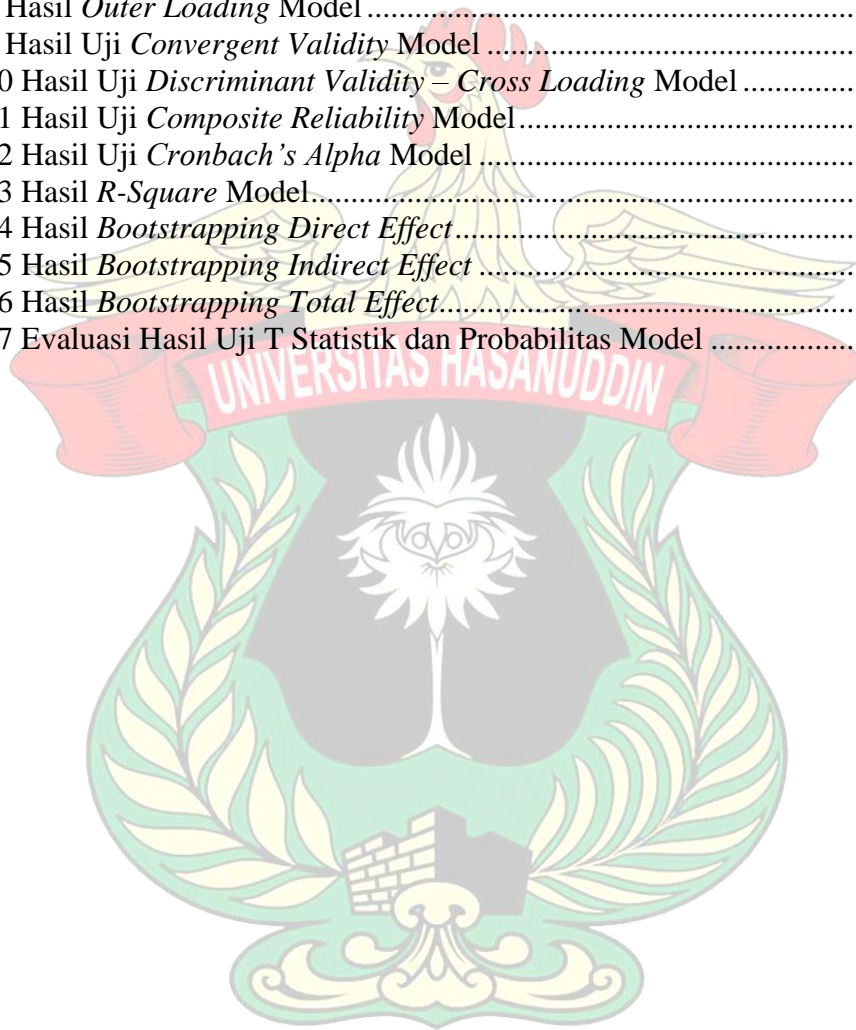 Hasil Outer Loading Model ................................................................
Hasil Uji Convergent Validity Model ................................................................
0 Hasil Uji Discriminant Validity – Cross Loading Model ................
1 Hasil Uji Composite Reliability Model ................................................
2 Hasil Uji Cronbach's Alpha Model ................................................
3 Hasil R-Square Model ................................................................
4 Hasil Bootstrapping Direct Effect ................................................
5 Hasil Bootstrapping Indirect Effect ................................................
6 Hasil Bootstrapping Total Effect ................................................
7 Evaluasi Hasil Uji T Statistik dan Probabilitas Model ................
UNIVERSITAS HASANUDDIN